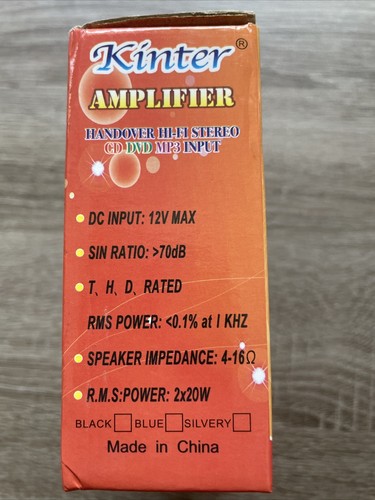 Kinter®
AMPLIFIER
HANDOVER HI-FI STEREO
CD DVD MP3 INPUT
DC INPUT: 12V MAX
SIN RATIO: >70dB
T、H、D、RATED
RMS POWER: <0.1% at I KHZ
SPEAKER IMPEDANCE: 4-16Ω
R.M.S:POWER: 2x20W
BLACK□ BLUE□ SILVERY□
Made in China